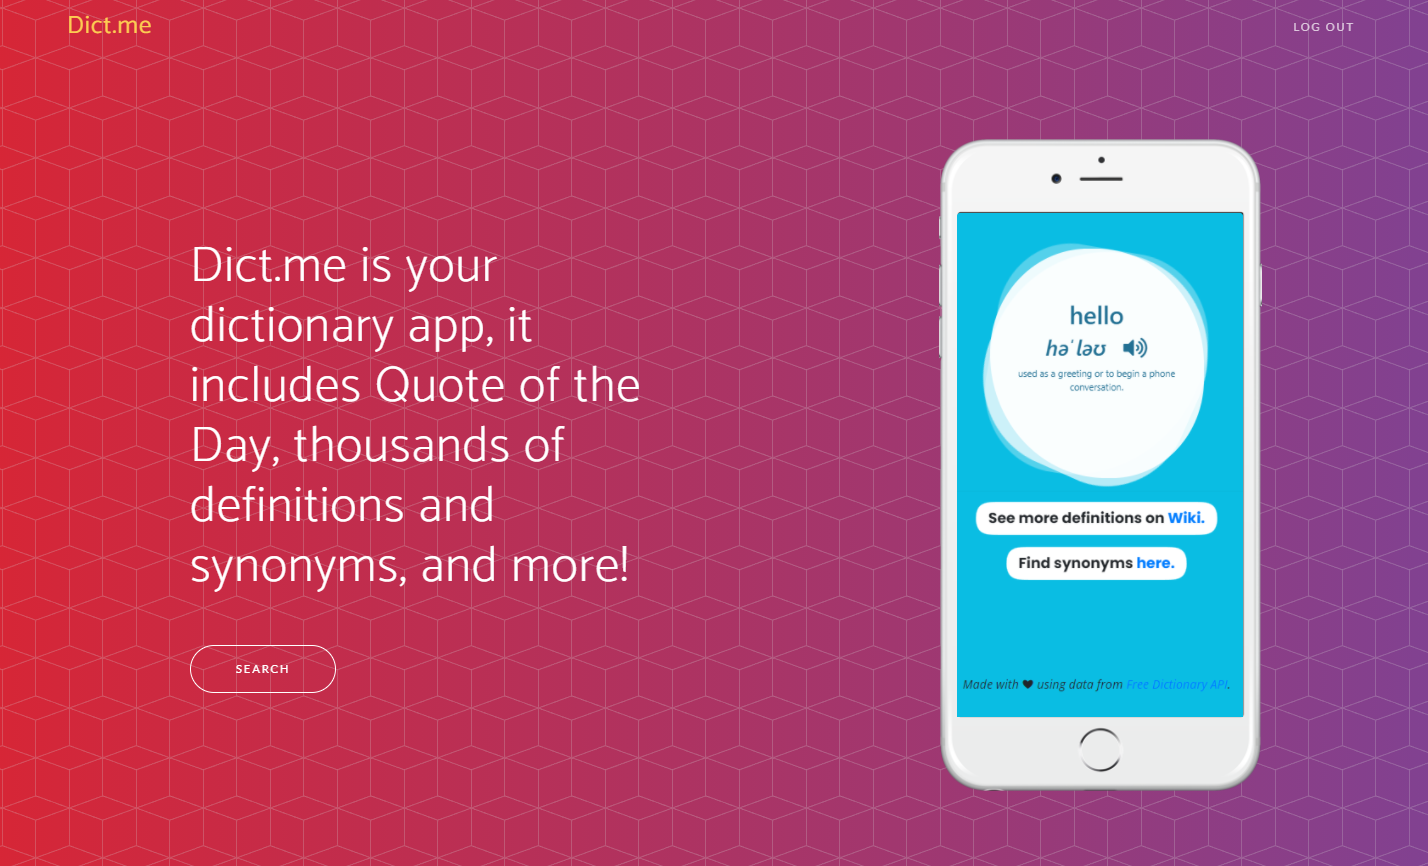 Dict.me
LOG OUT
Dict.me is your
dictionary app, it
includes Quote of the
Day, thousands of
definitions and
synonyms, and more!
SEARCH
hello
həˈləʊ
used as a greeting or to begin a phone
conversation.
See more definitions on Wiki.
Find synonyms here.
Made with ♥ using data from Free Dictionary API.